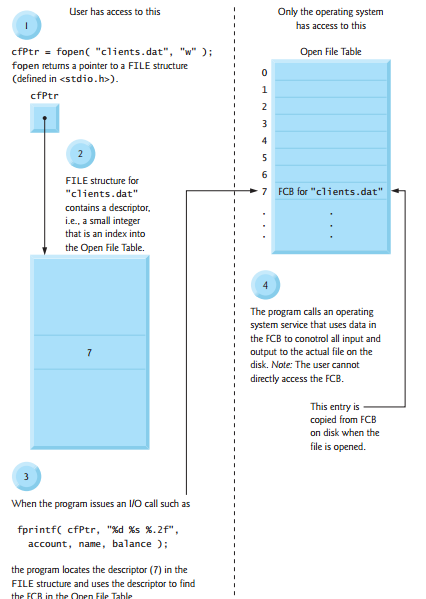 User has access to this
1
cfPtr = fopen( "clients.dat", "w" );
fopen returns a pointer to a FILE structure
(defined in <stdio.h>).
cfPtr
2
FILE structure for
"clients.dat"
contains a descriptor,
i.e., a small integer
that is an index into
the Open File Table.
7
3
When the program issues an I/O call such as
fprintf( cfPtr, "%d %s %.2f",
account, name, balance );
the program locates the descriptor (7) in the
FILE structure and uses the descriptor to find
the FCB in the Open File Table
Only the operating system
has access to this
Open File Table
0
1
2
3
4
5
6
7 FCB for "clients.dat"
. .
. .
. .
4
The program calls an operating
system service that uses data in
the FCB to conotrol all input and
output to the actual file on the
disk. Note: The user cannot
directly access the FCB.
This entry is
copied from FCB
on disk when the
file is opened.